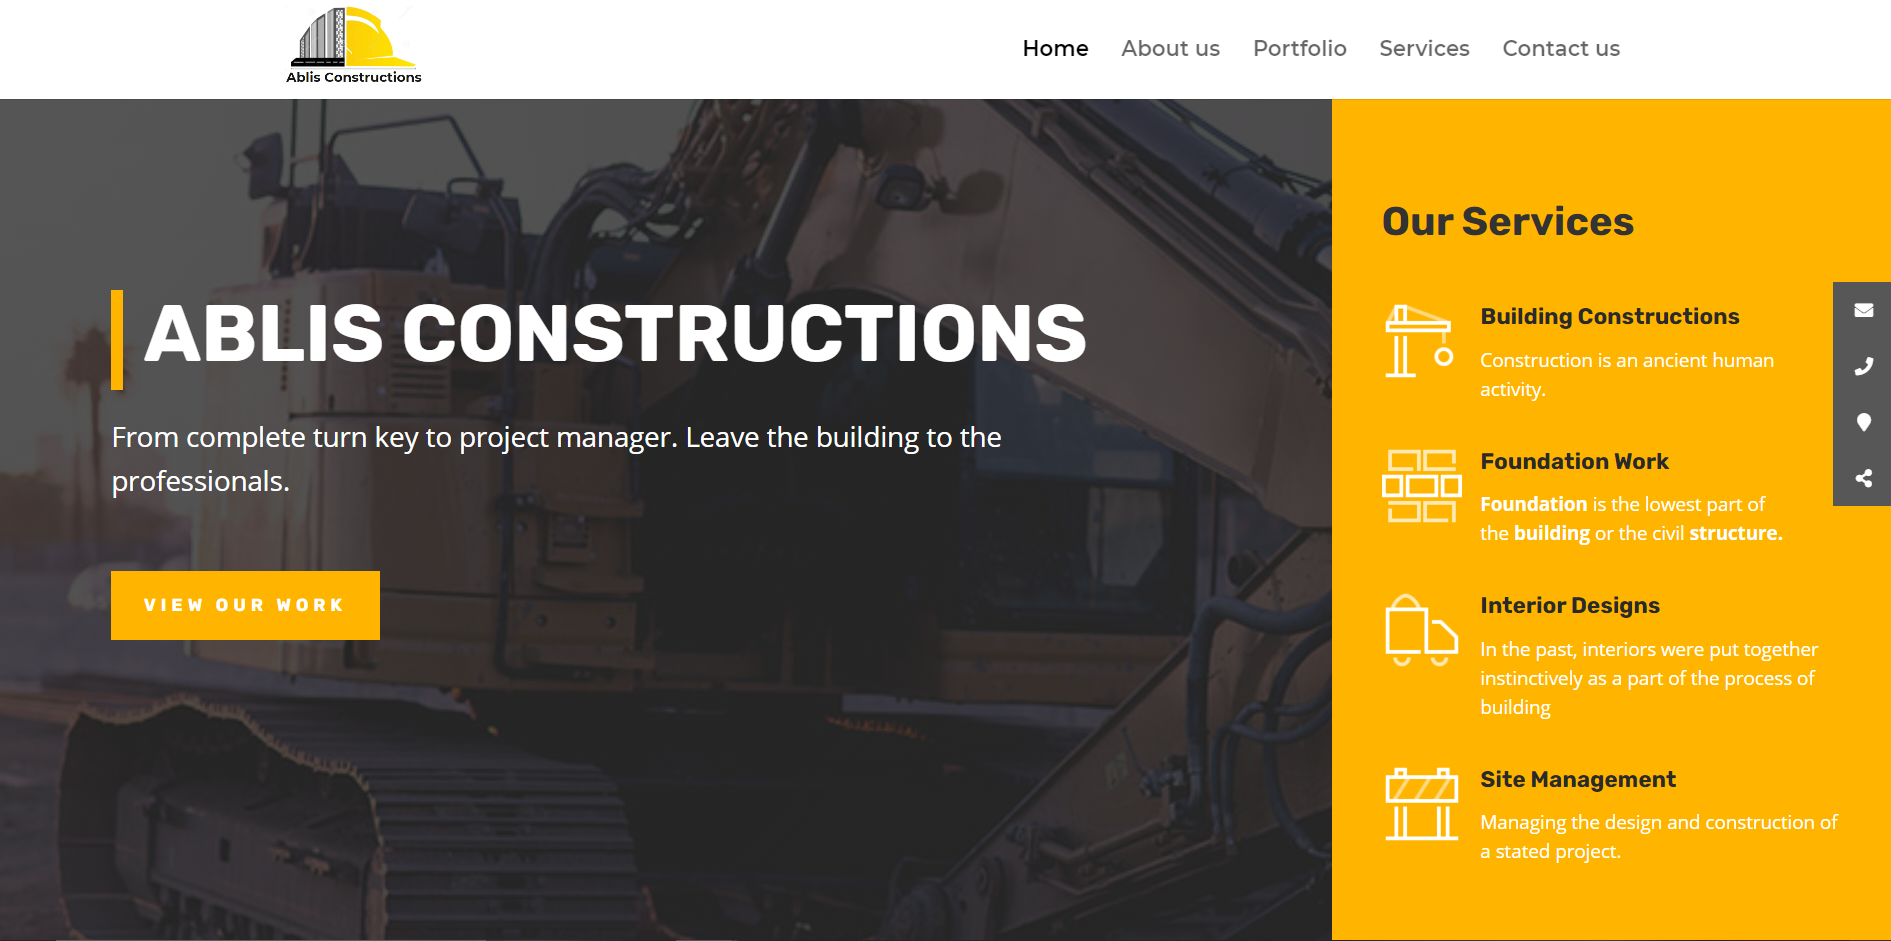 Ablis Constructions
Home About us Portfolio Services Contact us
ABLIS CONSTRUCTIONS
From complete turn key to project manager. Leave the building to the
professionals.
VIEW OUR WORK
Our Services
Building Constructions
Construction is an ancient human
activity.
Foundation Work
Foundation is the lowest part of
the building or the civil structure.
Interior Designs
In the past, interiors were put together
instinctively as a part of the process of
building
Site Management
Managing the design and construction of
a stated project.